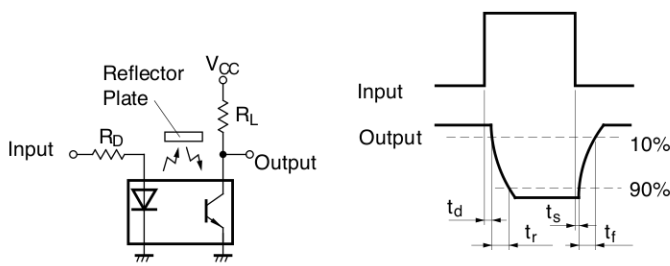 Reflector
Plate
VCC
RL
RD
Input
Output
Input
Output
10%
90%
td
ts
tr
tf